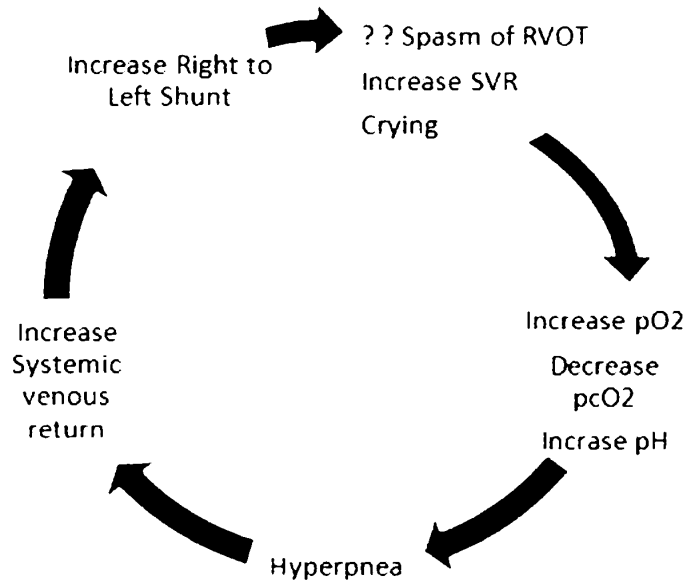 Increase Right to
Left Shunt
? ? Spasm of RVOT
Increase SVR
Crying
Increase pO2
Decrease
pcO2
Incrase pH
Hyperpnea
Increase
Systemic
venous
return